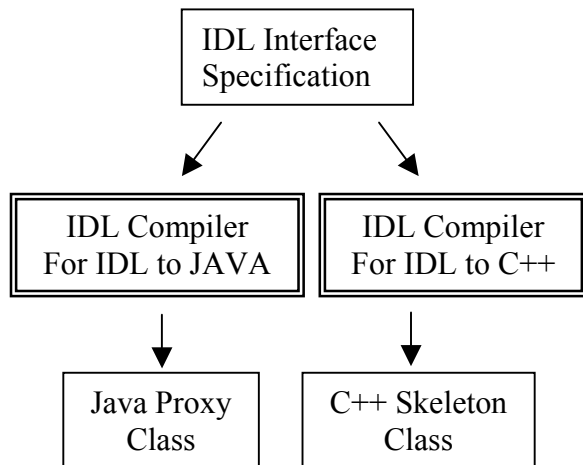 IDL Interface
Specification
IDL Compiler
For IDL to JAVA
IDL Compiler
For IDL to C++
Java Proxy
Class
C++ Skeleton
Class